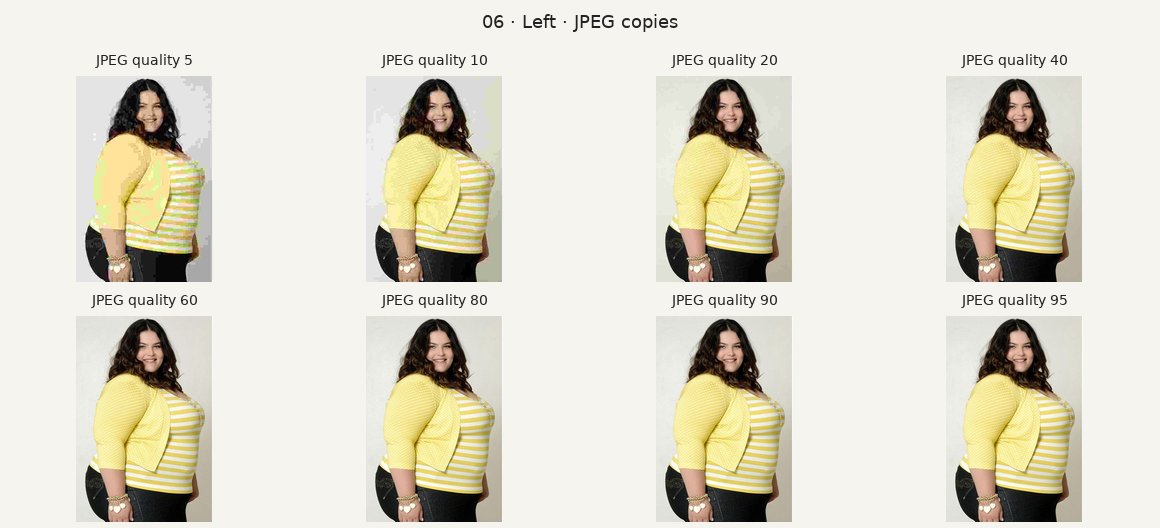 06 · Left · JPEG copies
JPEG quality 5
JPEG quality 10
JPEG quality 20
JPEG quality 40
JPEG quality 60
JPEG quality 80
JPEG quality 90
JPEG quality 95